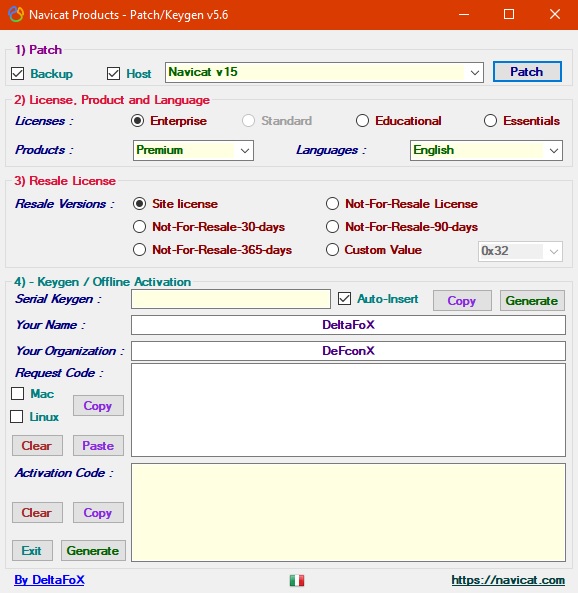 Navicat Products - Patch/Keygen v5.6
1) Patch
Backup Host Navicat v15 Patch
2) License, Product and Language
Licenses : Enterprise Standard Educational Essentials
Products : Premium Languages : English
3) Resale License
Resale Versions : Site license Not-For-Resale License
Not-For-Resale-30-days Not-For-Resale-90-days
Not-For-Resale-365-days Custom Value 0x32
4) - Keygen / Offline Activation
Serial Keygen : Auto-Insert Copy Generate
Your Name : DeltaFoX
Your Organization : DeFconX
Request Code :
Mac
Copy
Linux
Clear Paste
Activation Code :
Clear Copy
Exit Generate
By DeltaFoX https://navicat.com